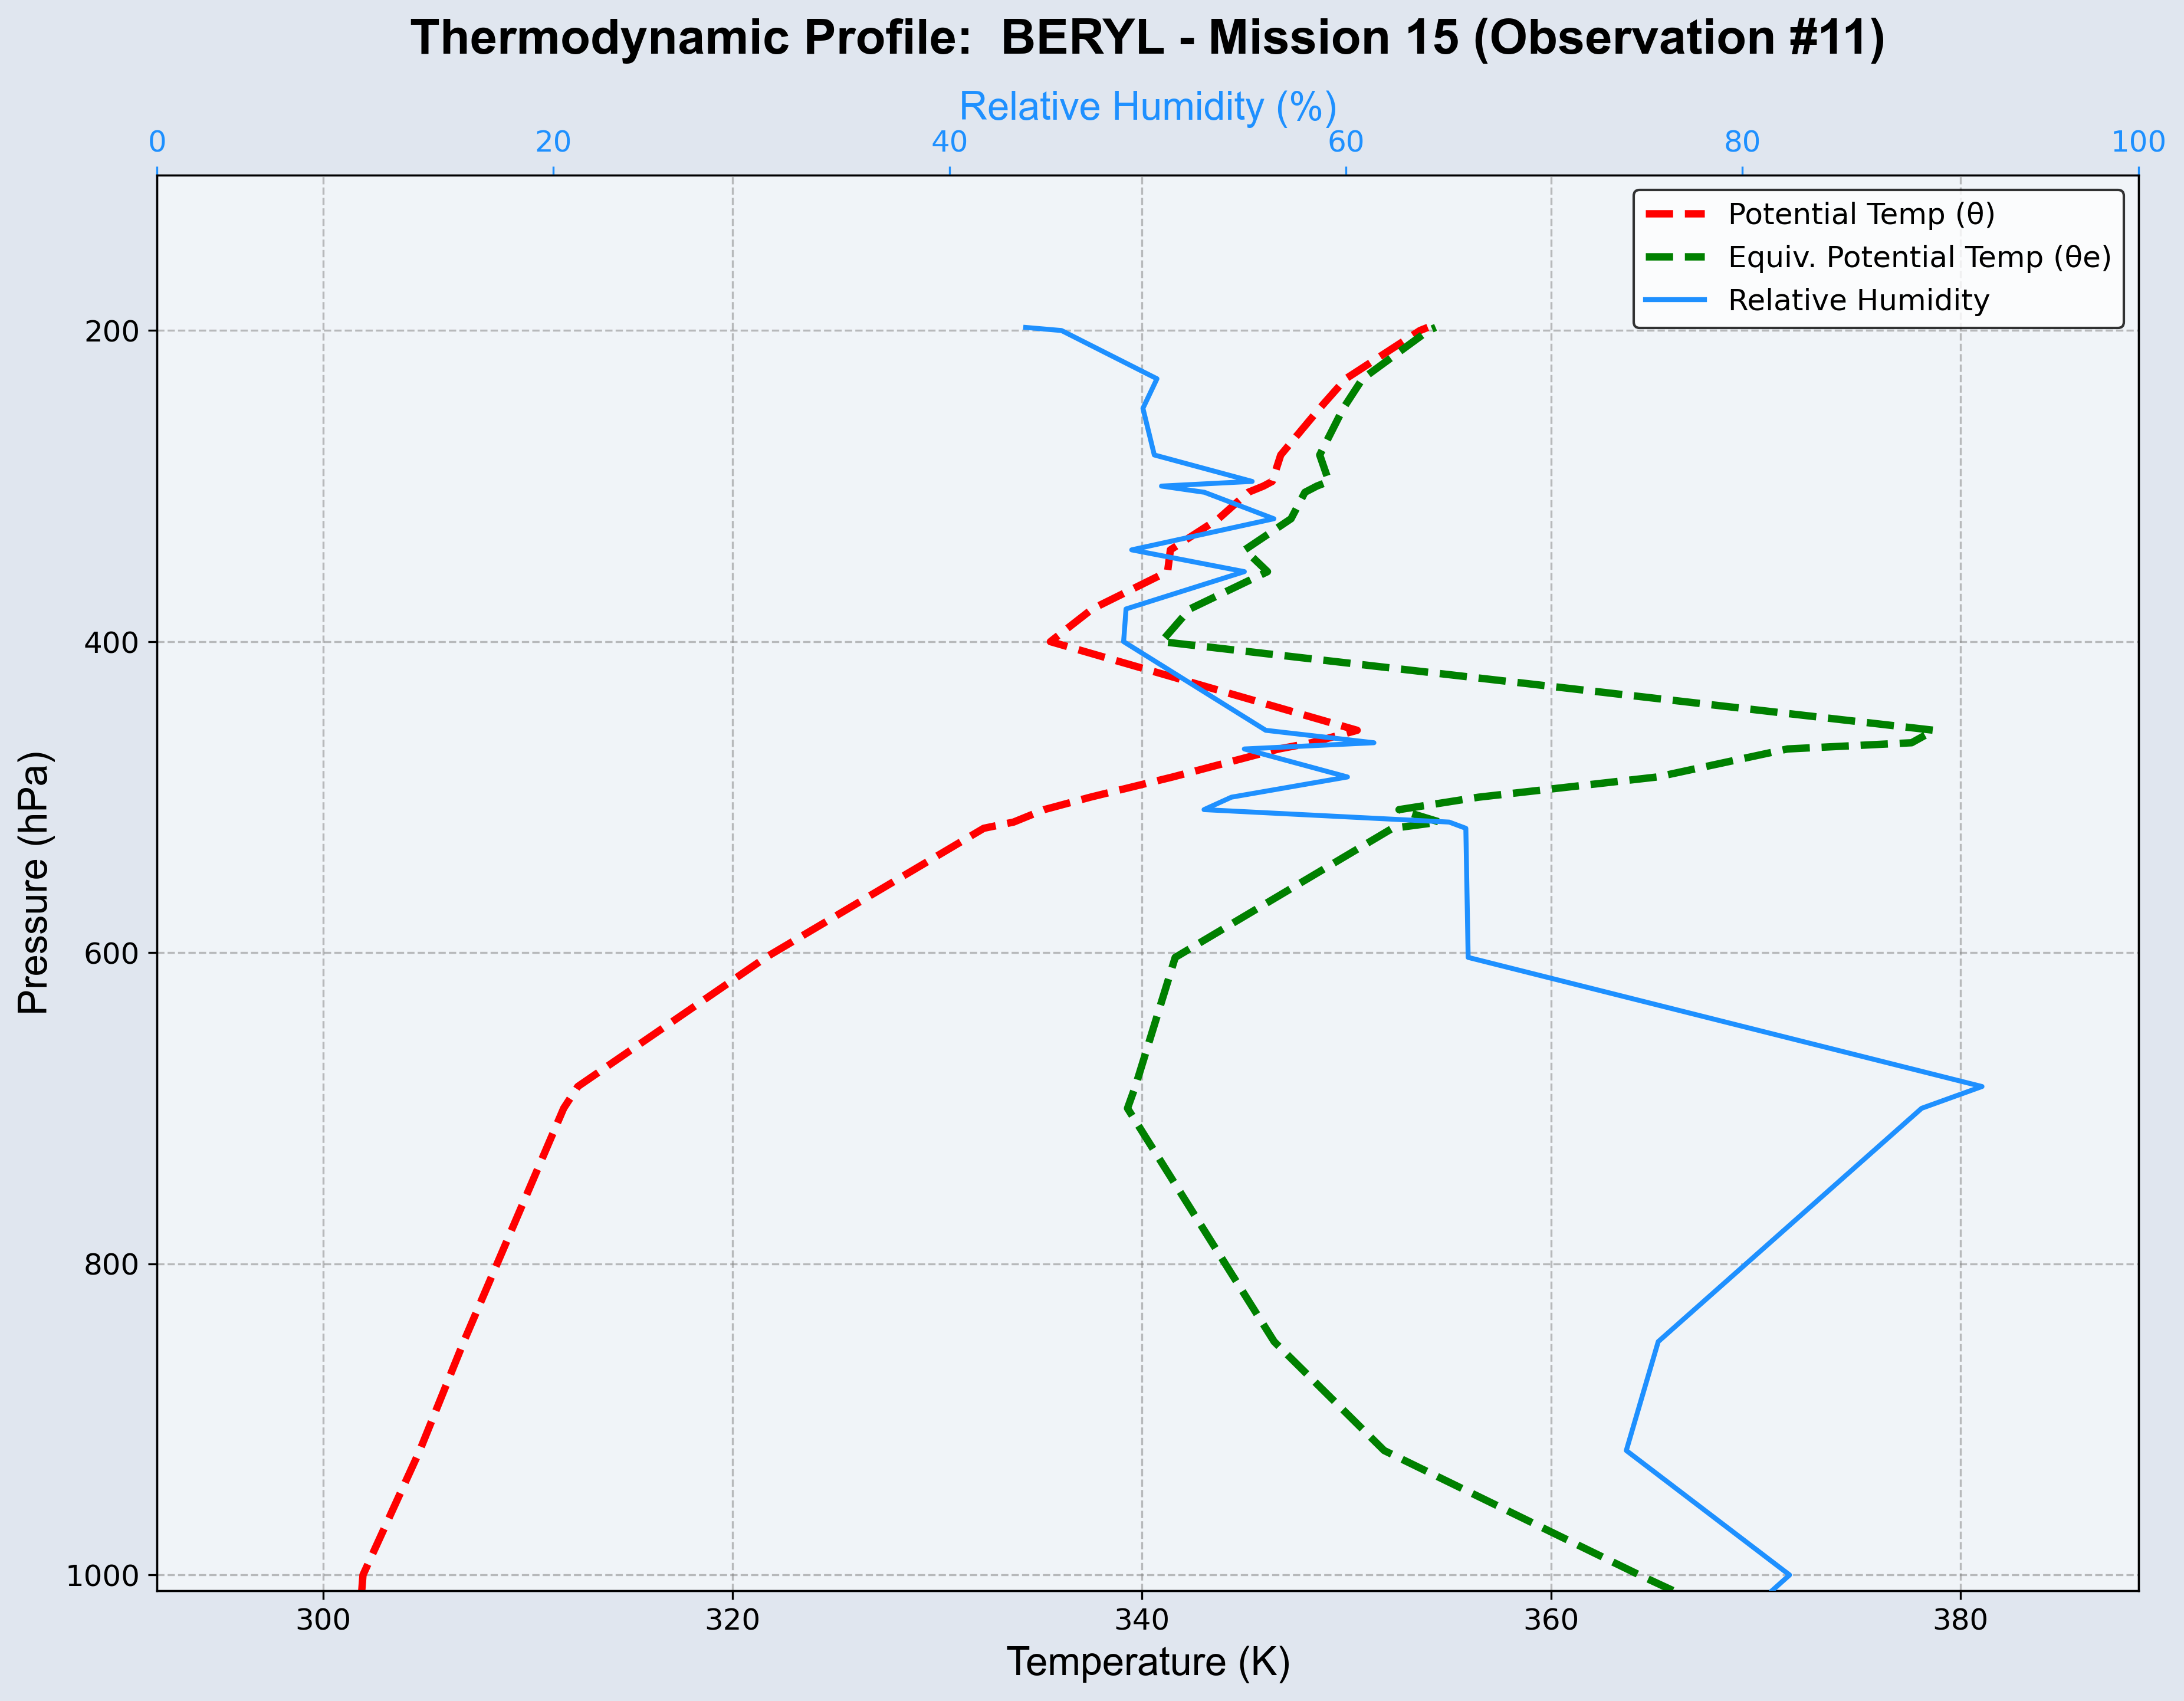 Thermodynamic Profile:  BERYL - Mission 15 (Observation #11)
Relative Humidity (%)
0 20 40 60 80 100
Potential Temp (θ)
Equiv. Potential Temp (θe)
Relative Humidity
Pressure (hPa)
200
400
600
800
1000
300 320 340 360 380
Temperature (K)